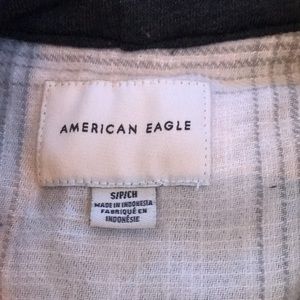 AMERICAN EAGLE
S/P/CH
MADE IN INDONESIA
FABRIQUÉ EN
INDONÉSIE